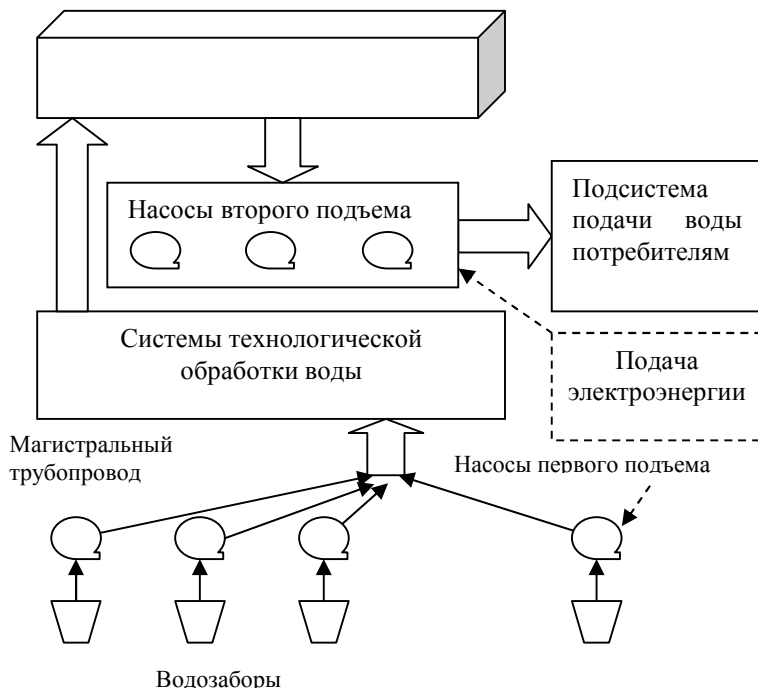 Насосы второго подъема
Подсистема
подачи воды
потребителям
Системы технологической
обработки воды
Подача
электроэнергии
Магистральный
трубопровод
Насосы первого подъема
Водозаборы